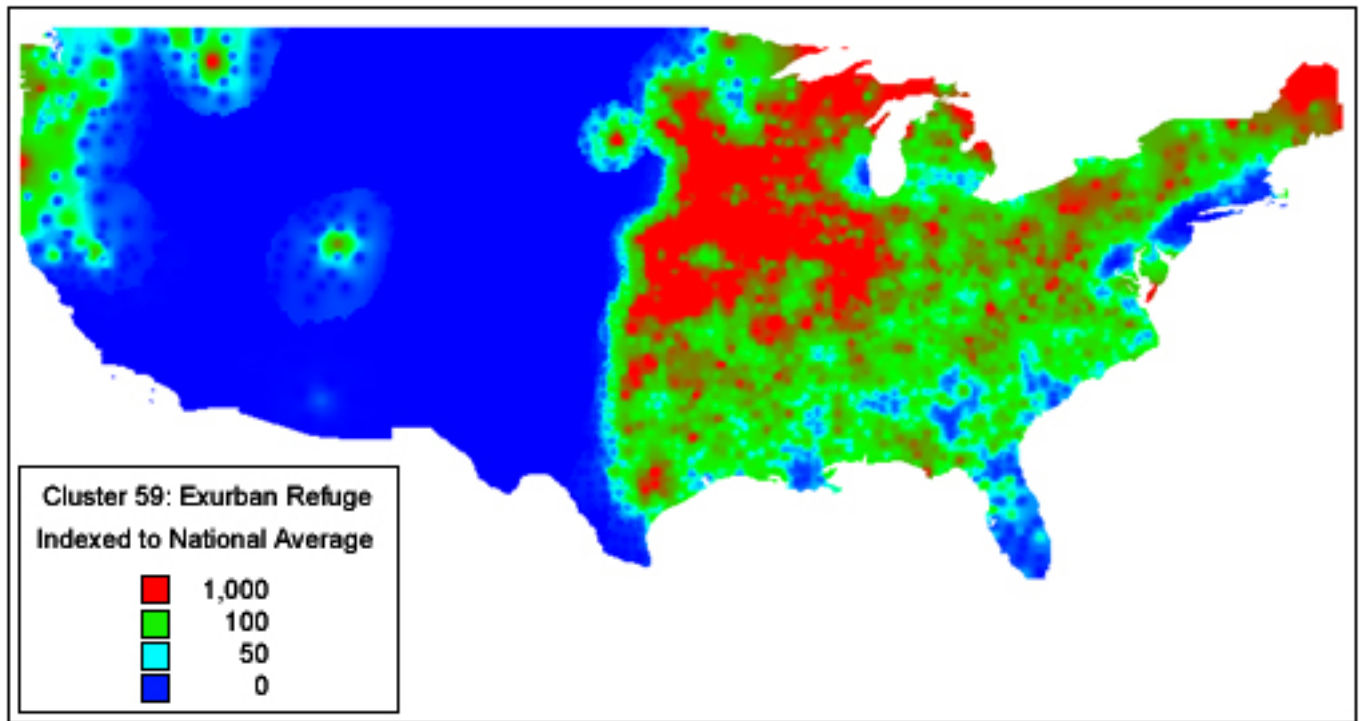 Cluster 59: Exurban Refuge
Indexed to National Average
1,000
100
50
0